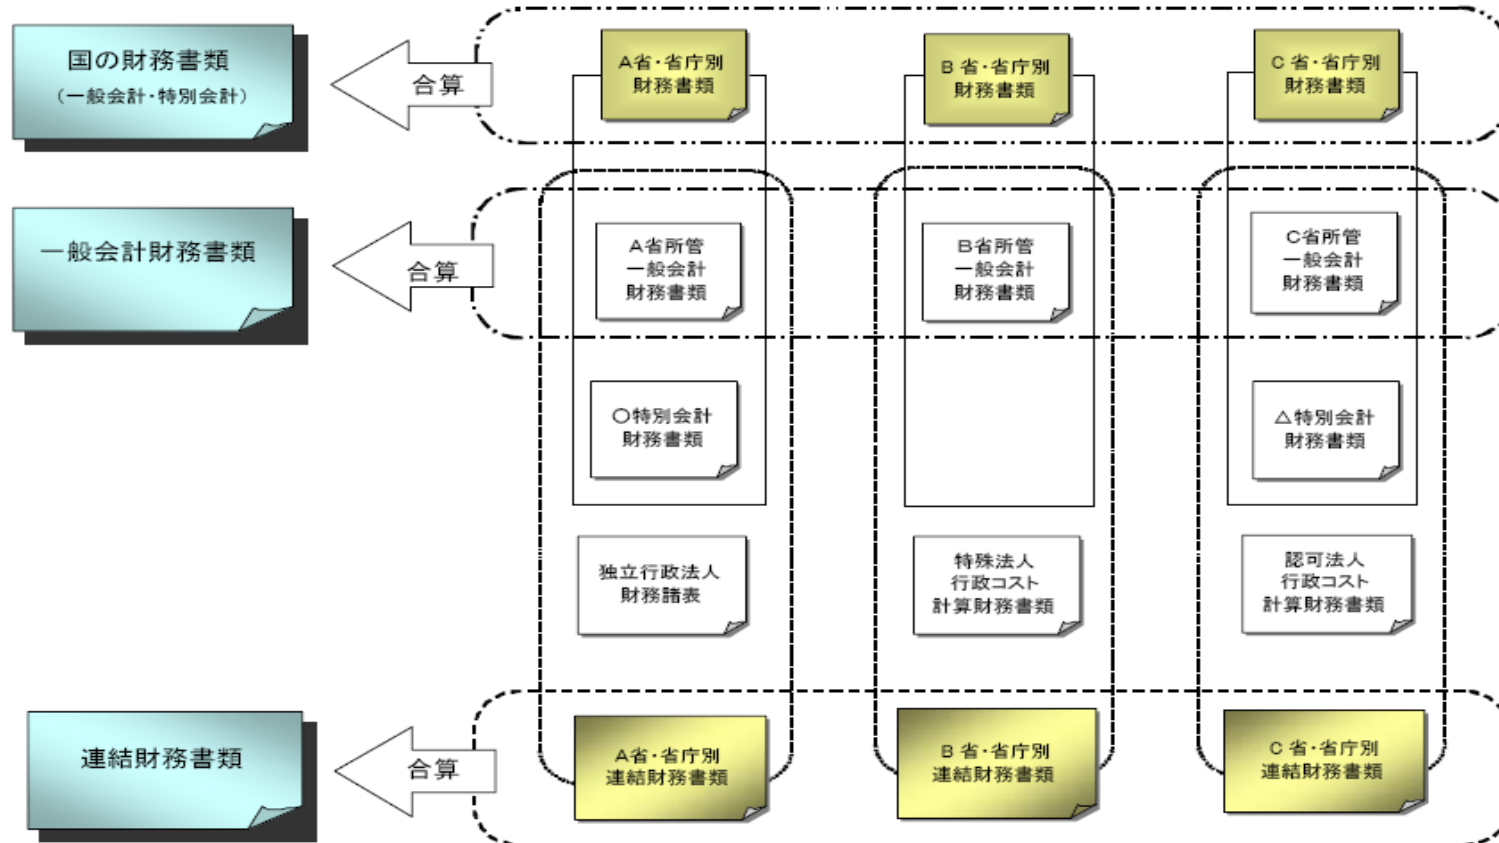 国の財務書類
（一般会計・特別会計）
合算
A省・省庁別
財務書類
B 省・省庁別
財務書類
C 省・省庁別
財務書類
一般会計財務書類
合算
A省所管
一般会計
財務書類
B省所管
一般会計
財務書類
C省所管
一般会計
財務書類
〇特別会計
財務書類
△特別会計
財務書類
独立行政法人
財務諸表
特殊法人
行政コスト
計算財務書類
認可法人
行政コスト
計算財務書類
連結財務書類
合算
A省・省庁別
連結財務書類
B 省・省庁別
連結財務書類
C 省・省庁別
連結財務書類